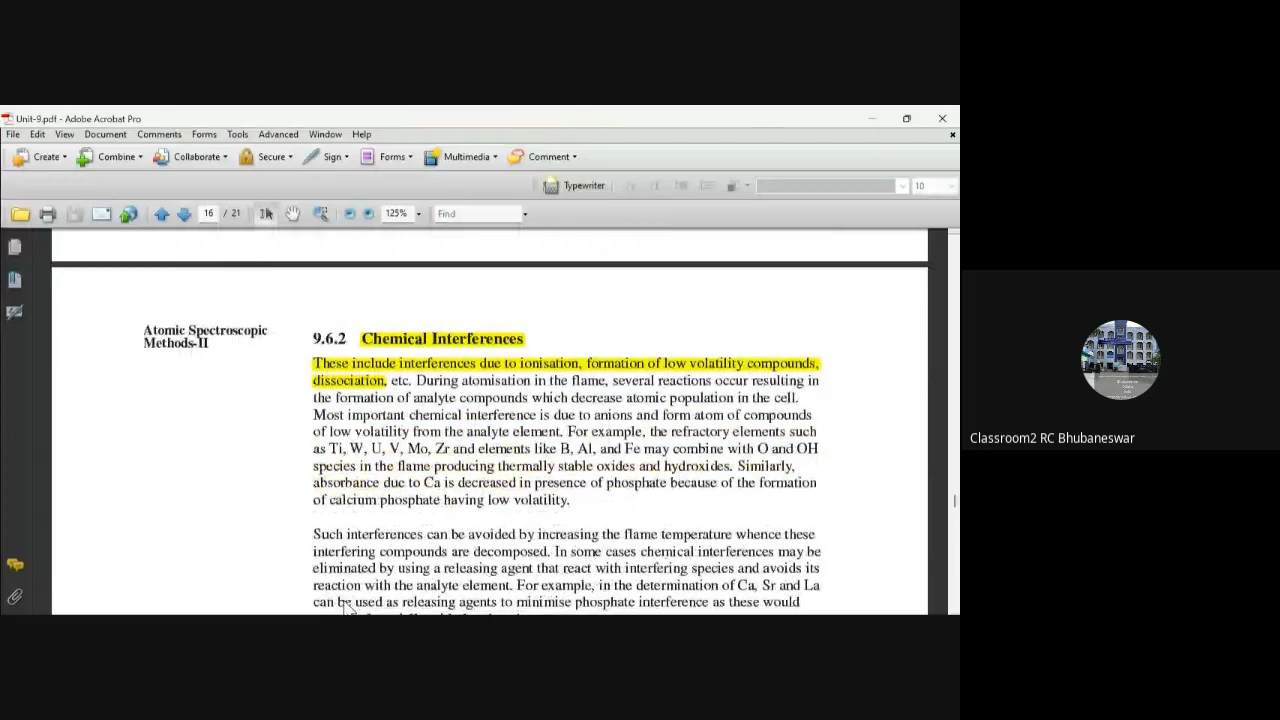 Unit-9.pdf - Adobe Acrobat Pro
File Edit View Document Comments Forms Tools Advanced Window Help
Create Combine Collaborate Secure Sign Forms Multimedia Comment
Typewriter 10
16 / 21 125% Find
Atomic Spectroscopic
Methods-II
9.6.2 Chemical Interferences
These include interferences due to ionisation, formation of low volatility compounds,
dissociation, etc. During atomisation in the flame, several reactions occur resulting in
the formation of analyte compounds which decrease atomic population in the cell.
Most important chemical interference is due to anions and form atom of compounds
of low volatility from the analyte element. For example, the refractory elements such
as Ti, W, U, V, Mo, Zr and elements like B, Al, and Fe may combine with O and OH
species in the flame producing thermally stable oxides and hydroxides. Similarly,
absorbance due to Ca is decreased in presence of phosphate because of the formation
of calcium phosphate having low volatility.
Such interferences can be avoided by increasing the flame temperature whence these
interfering compounds are decomposed. In some cases chemical interferences may be
eliminated by using a releasing agent that react with interfering species and avoids its
reaction with the analyte element. For example, in the determination of Ca, Sr and La
can be used as releasing agents to minimise phosphate interference as these would
Classroom2 RC Bhubaneswar